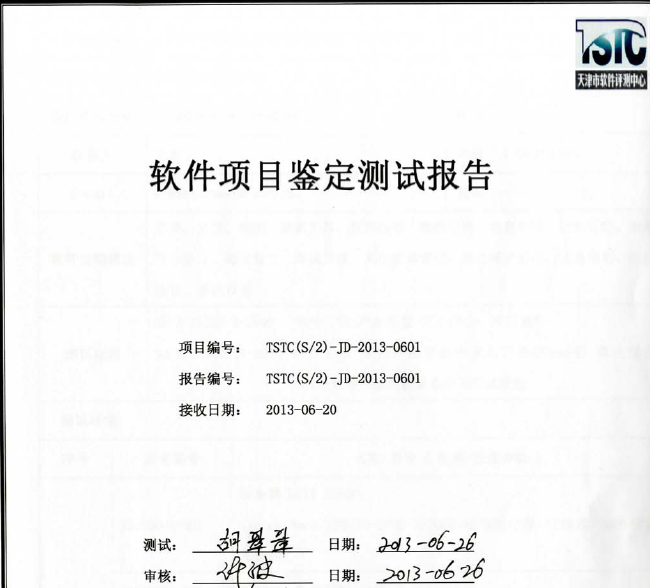 TSTC
天津市软件评测中心
软件项目鉴定测试报告
项目编号： TSTC(S/2)-JD-2013-0601
报告编号： TSTC(S/2)-JD-2013-0601
接收日期： 2013-06-20
测试： 日期： 2013-06-26
审核： 许波 日期： 2013-06-26